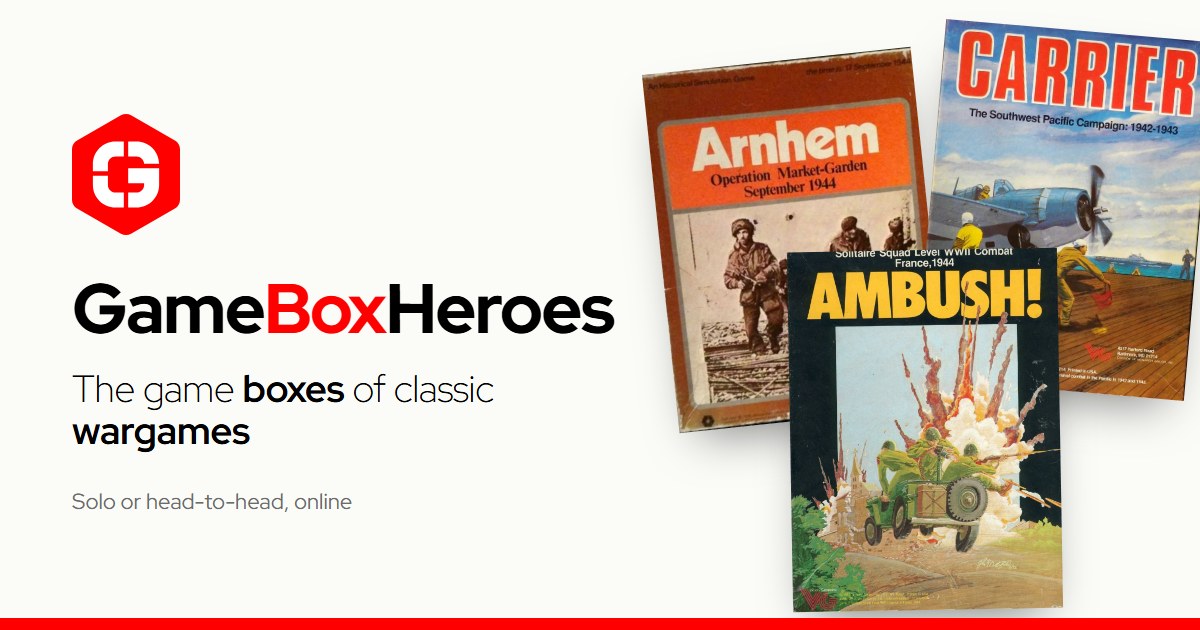 G
GameBoxHeroes
The game boxes of classic
wargames
Solo or head-to-head, online
An Historical Simulation Game
Arnhem
Operation Market-Garden
September 1944
CARRIER
The Southwest Pacific Campaign: 1942-1943
Solitaire Squad Level WWII Combat
France,1944
AMBUSH!
VG